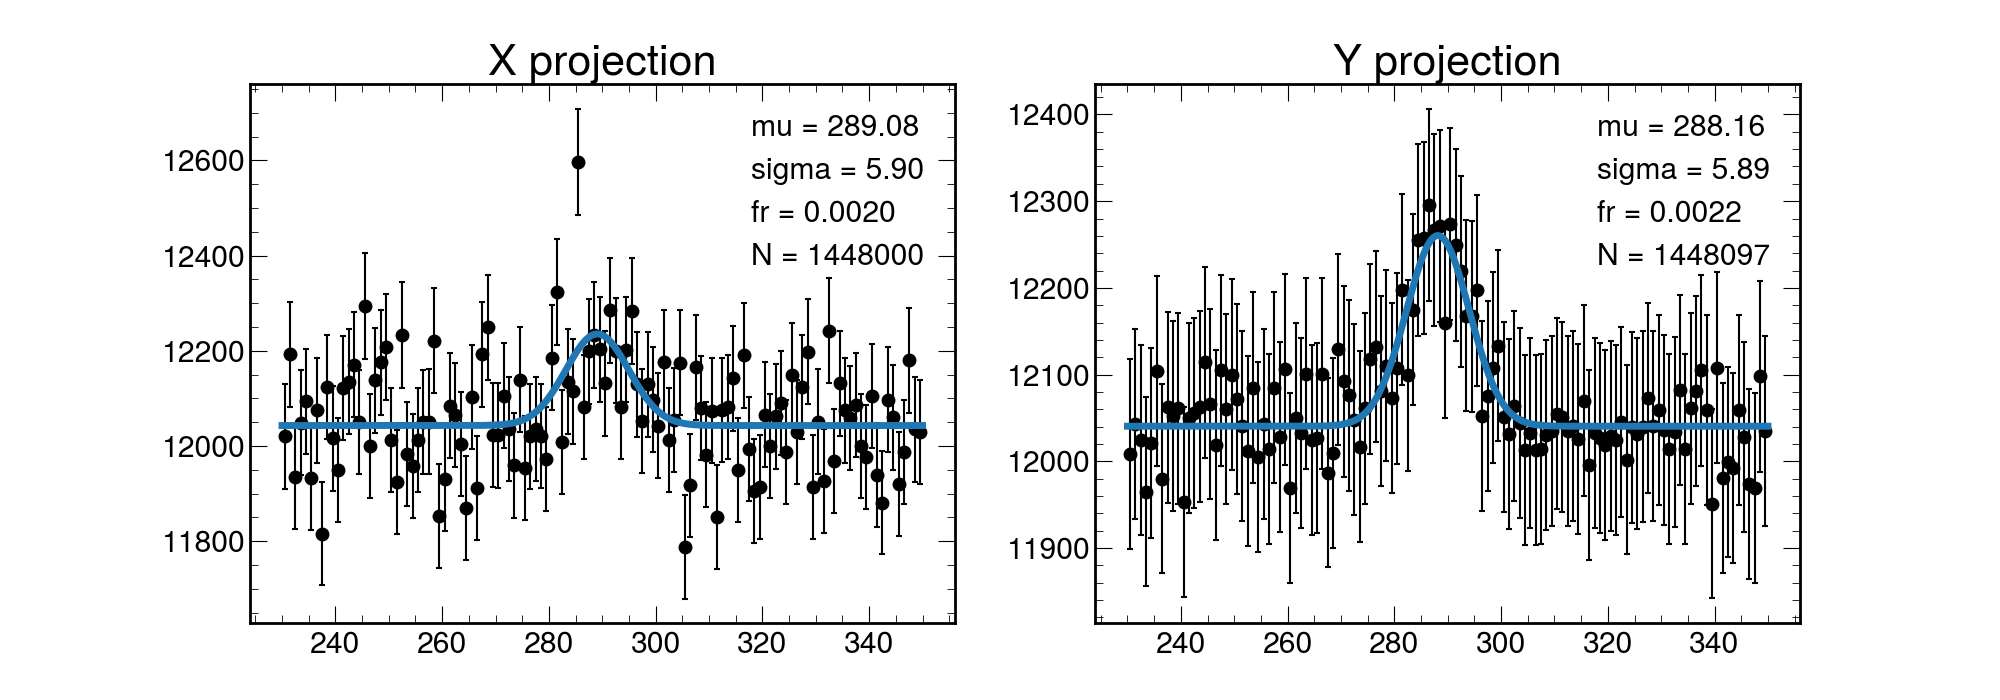 X projection
mu = 289.08
sigma = 5.90
fr = 0.0020
N = 1448000
12600
12400
12200
12000
11800
240 260 280 300 320 340
Y projection
mu = 288.16
sigma = 5.89
fr = 0.0022
N = 1448097
12400
12300
12200
12100
12000
11900
240 260 280 300 320 340